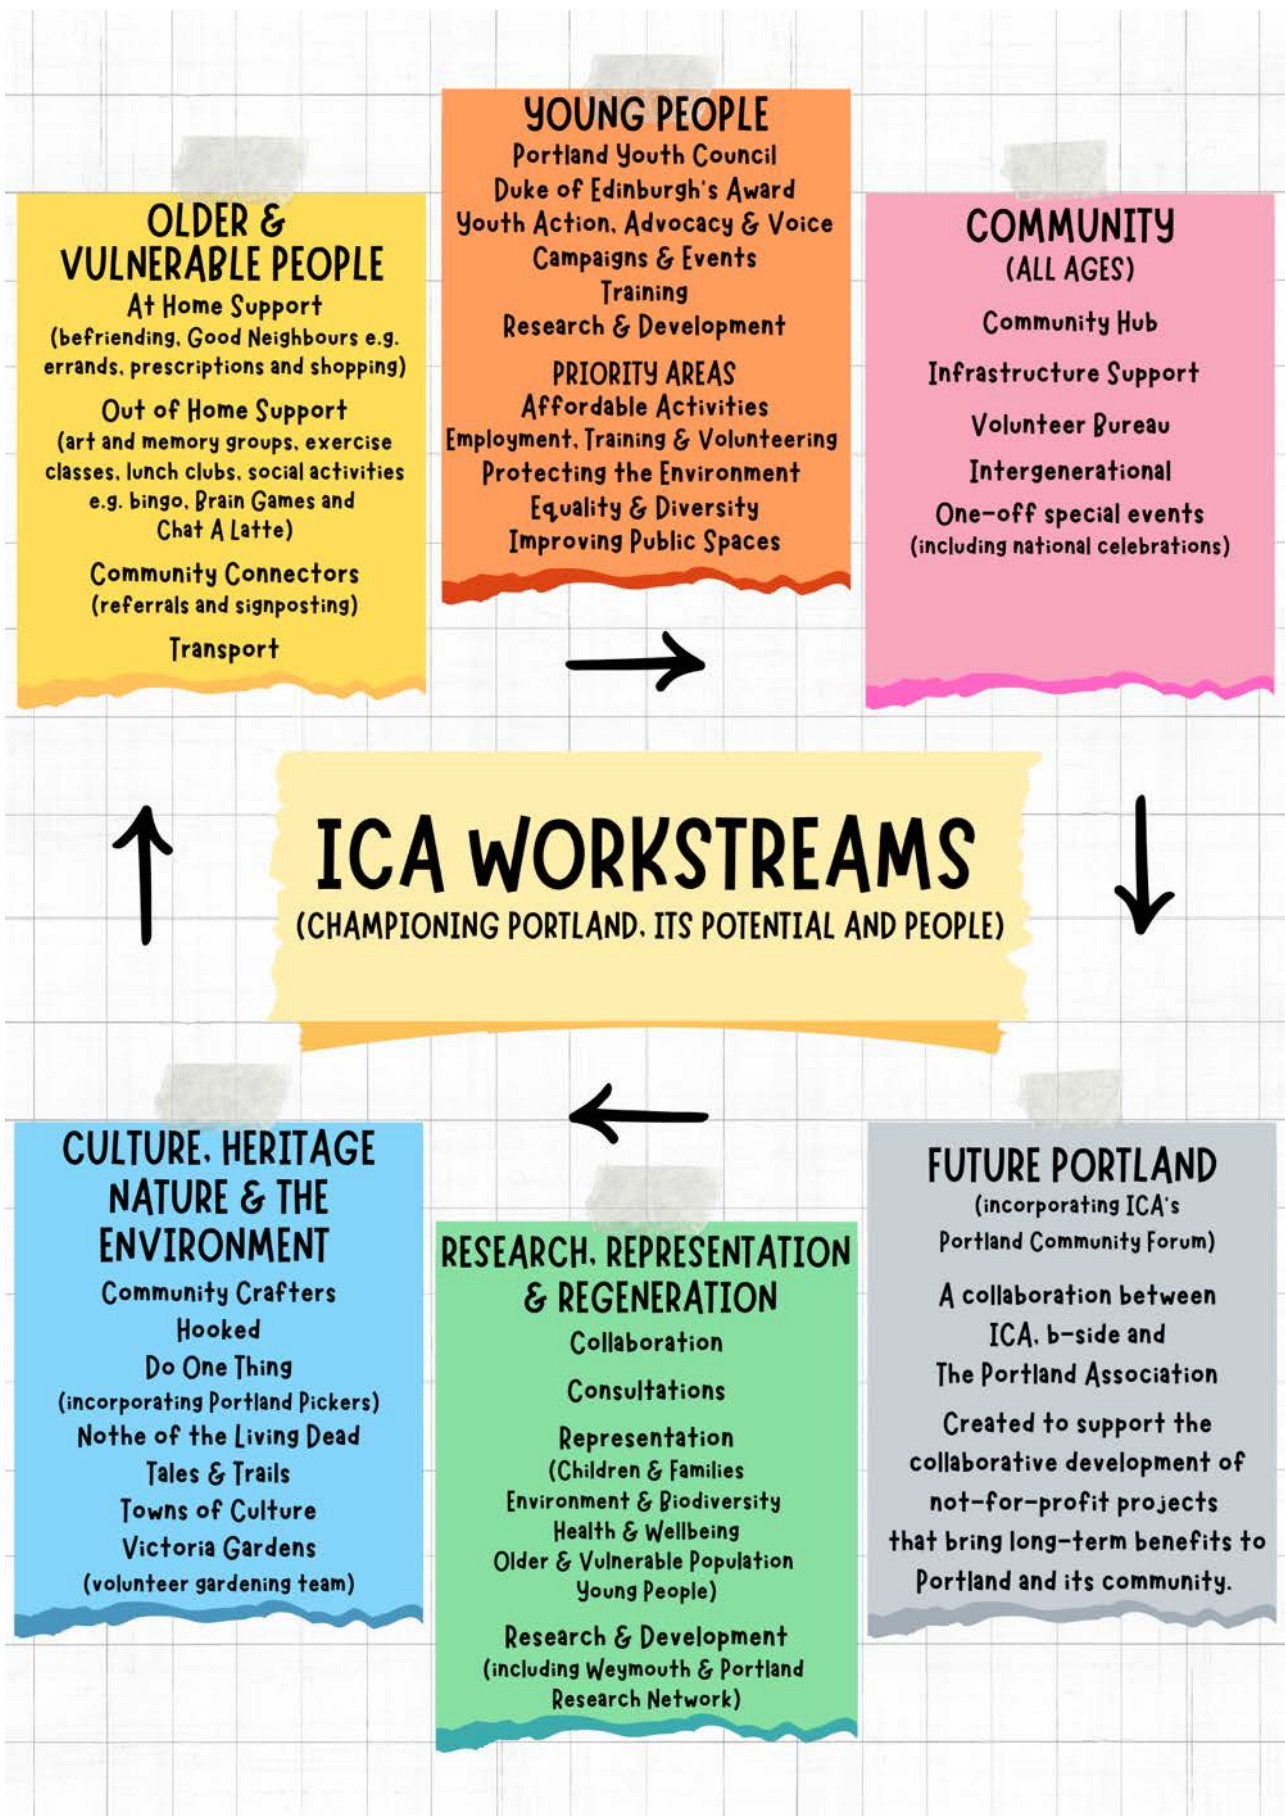 OLDER &
VULNERABLE PEOPLE
At Home Support
(befriending, Good Neighbours e.g.
errands, prescriptions and shopping)
Out of Home Support
(art and memory groups, exercise
classes, lunch clubs, social activities
e.g. bingo, Brain Games and
Chat A Latte)
Community Connectors
(referrals and signposting)
Transport
YOUNG PEOPLE
Portland Youth Council
Duke of Edinburgh's Award
Youth Action, Advocacy & Voice
Campaigns & Events
Training
Research & Development
PRIORITY AREAS
Affordable Activities
Employment, Training & Volunteering
Protecting the Environment
Equality & Diversity
Improving Public Spaces
COMMUNITY
(ALL AGES)
Community Hub
Infrastructure Support
Volunteer Bureau
Intergenerational
One-off special events
(including national celebrations)
ICA WORKSTREAMS
(CHAMPIONING PORTLAND, ITS POTENTIAL AND PEOPLE)
CULTURE, HERITAGE
NATURE & THE
ENVIRONMENT
Community Crafters
Hooked
Do One Thing
(incorporating Portland Pickers)
Nothe of the Living Dead
Tales & Trails
Towns of Culture
Victoria Gardens
(volunteer gardening team)
RESEARCH, REPRESENTATION
& REGENERATION
Collaboration
Consultations
Representation
(Children & Families
Environment & Biodiversity
Health & Wellbeing
Older & Vulnerable Population
Young People)
Research & Development
(including Weymouth & Portland
Research Network)
FUTURE PORTLAND
(incorporating ICA's
Portland Community Forum)
A collaboration between
ICA, b-side and
The Portland Association
Created to support the
collaborative development of
not-for-profit projects
that bring long-term benefits to
Portland and its community.